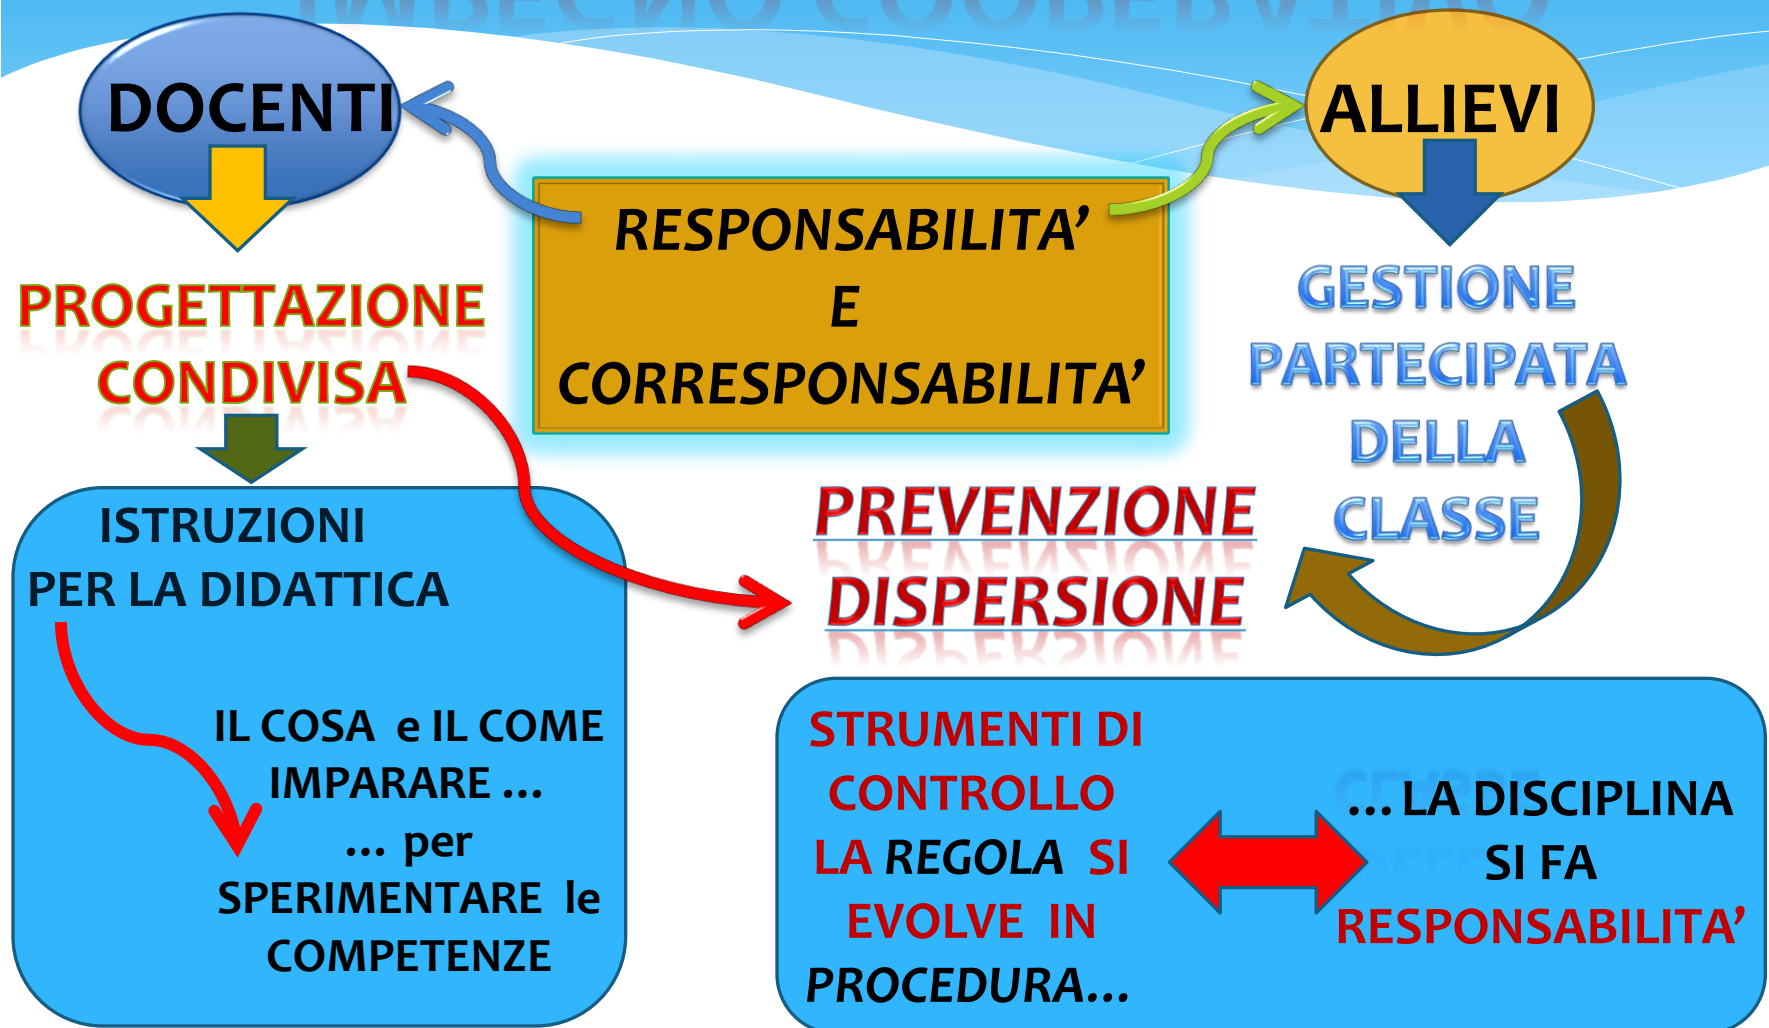 DOCENTI
ALLIEVI
RESPONSABILITA’
E
CORRESPONSABILITA’
PROGETTAZIONE
CONDIVISA
GESTIONE
PARTECIPATA
DELLA
CLASSE
PREVENZIONE
DISPERSIONE
ISTRUZIONI
PER LA DIDATTICA
IL COSA e IL COME
IMPARARE ...
... per
SPERIMENTARE le
COMPETENZE
STRUMENTI DI
CONTROLLO
LA REGOLA SI
EVOLVE IN
PROCEDURA...
... LA DISCIPLINA
SI FA
RESPONSABILITA’